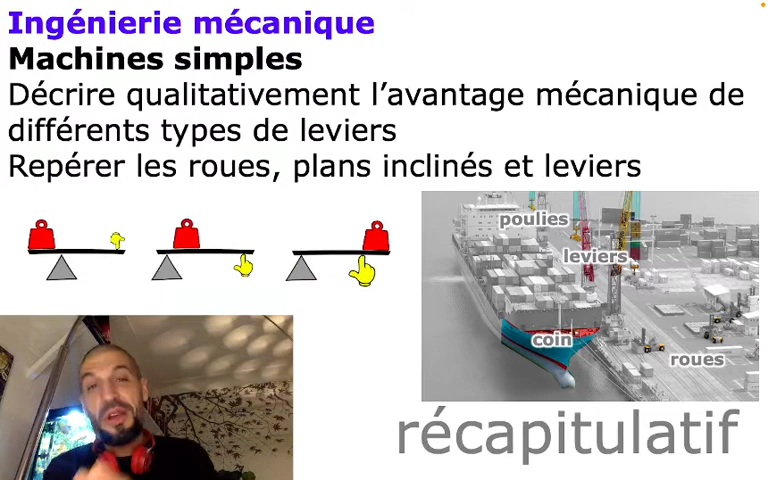 Ingénierie mécanique
Machines simples
Décrire qualitativement l’avantage mécanique de
différents types de leviers
Repérer les roues, plans inclinés et leviers
poulies
leviers
coin
roues
récapitulatif